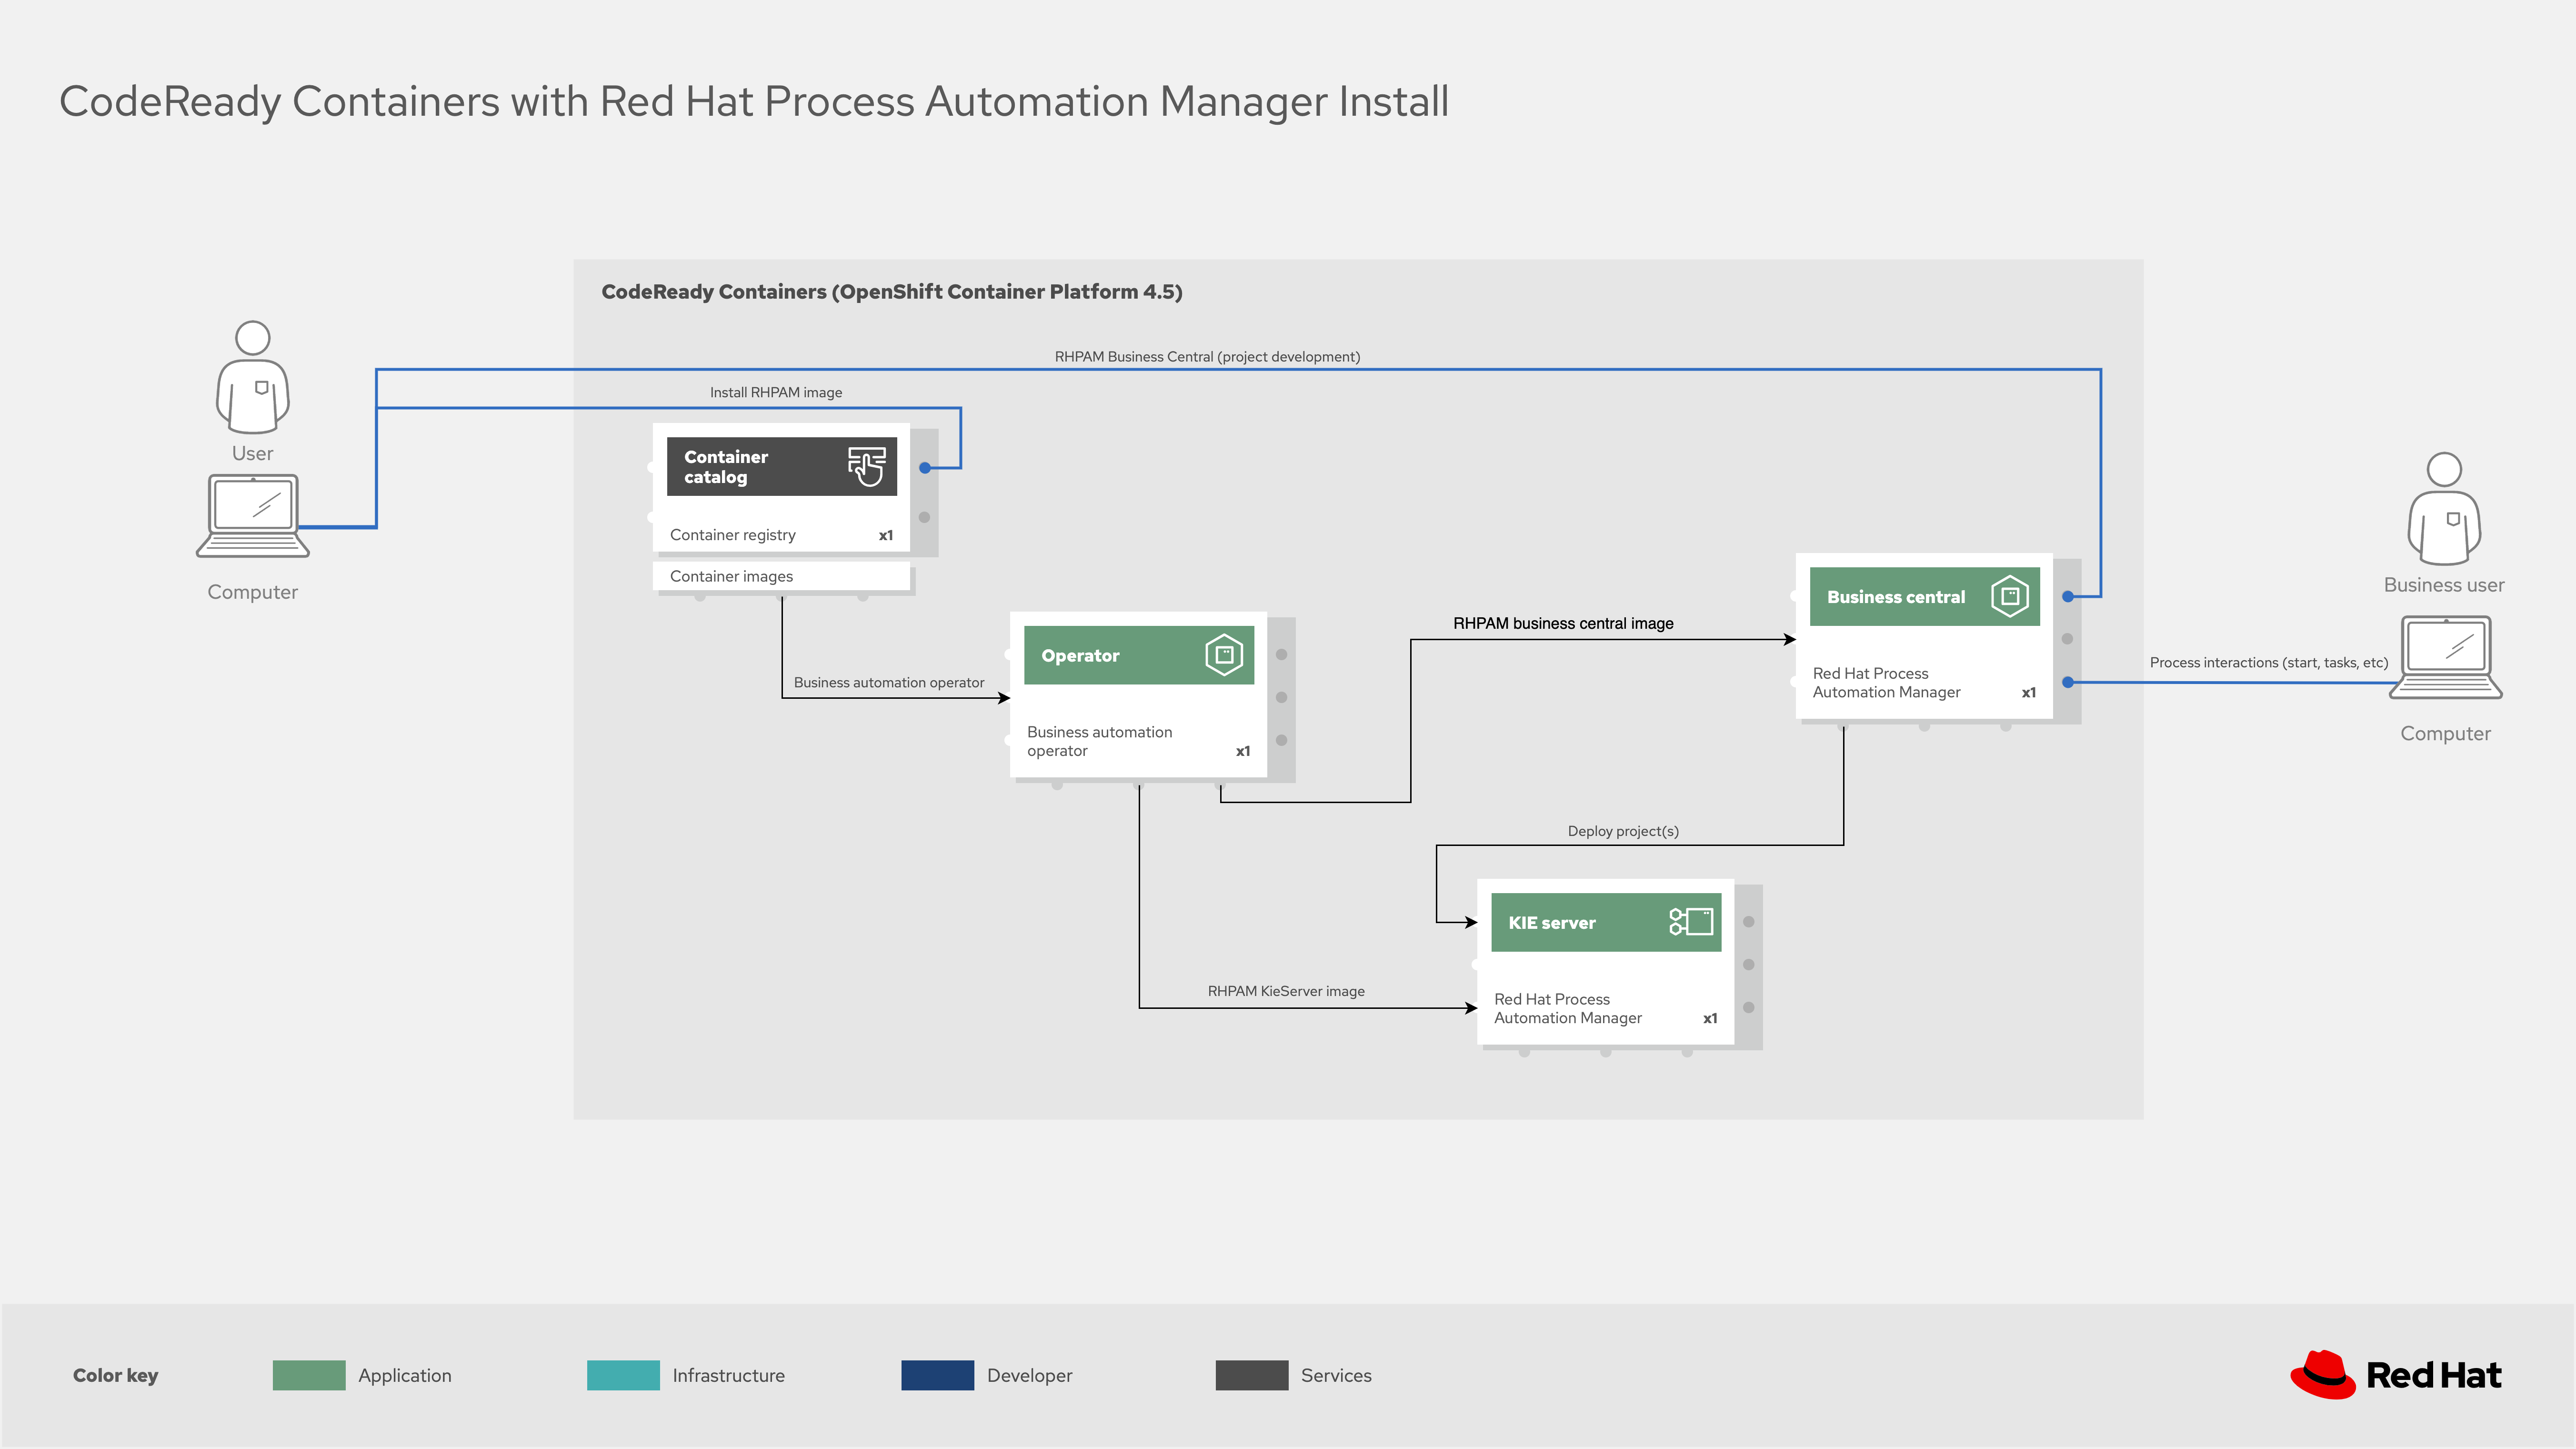 CodeReady Containers with Red Hat Process Automation Manager Install
CodeReady Containers (OpenShift Container Platform 4.5)
RHPAM Business Central (project development)
Install RHPAM image
User
Computer
Container
catalog
Container registry x1
Container images
Business automation operator
Operator
Business automation
operator x1
RHPAM business central image
Business central
Red Hat Process
Automation Manager x1
Process interactions (start, tasks, etc)
Business user
Computer
Deploy project(s)
KIE server
Red Hat Process
Automation Manager x1
RHPAM KieServer image
Color key
Application
Infrastructure
Developer
Services
Red Hat